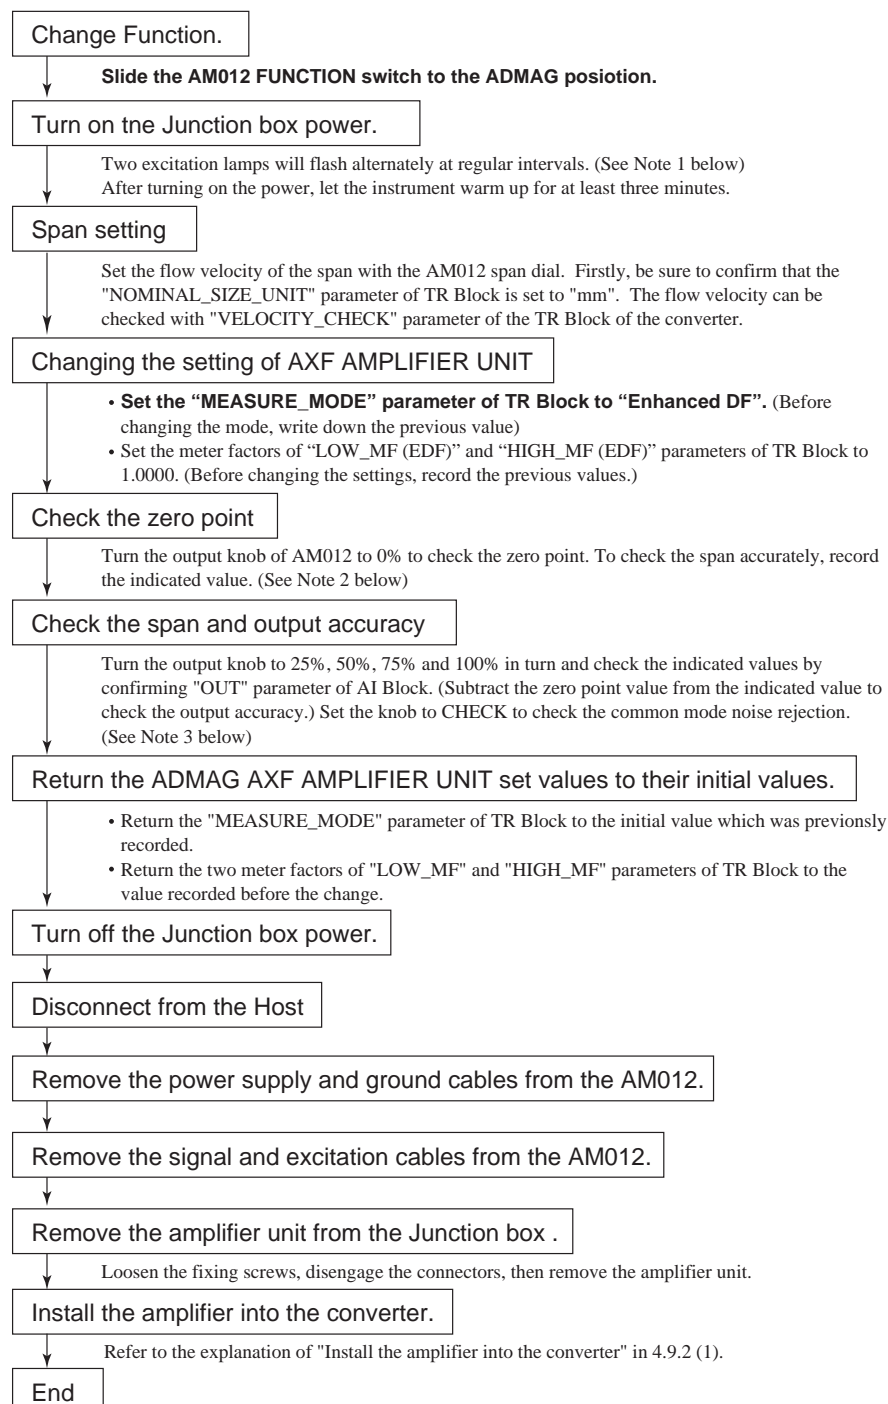 Change Function.
Slide the AM012 FUNCTION switch to the ADMAG posiotion.
Turn on tne Junction box power.
Two excitation lamps will flash alternately at regular intervals. (See Note 1 below)
After turning on the power, let the instrument warm up for at least three minutes.
Span setting
Set the flow velocity of the span with the AM012 span dial. Firstly, be sure to confirm that the
"NOMINAL_SIZE_UNIT" parameter of TR Block is set to "mm". The flow velocity can be
checked with "VELOCITY_CHECK" parameter of the TR Block of the converter.
Changing the setting of AXF AMPLIFIER UNIT
• Set the “MEASURE_MODE” parameter of TR Block to “Enhanced DF”. (Before
changing the mode, write down the previous value)
• Set the meter factors of “LOW_MF (EDF)” and “HIGH_MF (EDF)” parameters of TR Block to
1.0000. (Before changing the settings, record the previous values.)
Check the zero point
Turn the output knob of AM012 to 0% to check the zero point. To check the span accurately, record
the indicated value. (See Note 2 below)
Check the span and output accuracy
Turn the output knob to 25%, 50%, 75% and 100% in turn and check the indicated values by
confirming "OUT" parameter of AI Block. (Subtract the zero point value from the indicated value to
check the output accuracy.) Set the knob to CHECK to check the common mode noise rejection.
(See Note 3 below)
Return the ADMAG AXF AMPLIFIER UNIT set values to their initial values.
• Return the "MEASURE_MODE" parameter of TR Block to the initial value which was previonsly
recorded.
• Return the two meter factors of "LOW_MF" and "HIGH_MF" parameters of TR Block to the
value recorded before the change.
Turn off the Junction box power.
Disconnect from the Host
Remove the power supply and ground cables from the AM012.
Remove the signal and excitation cables from the AM012.
Remove the amplifier unit from the Junction box .
Loosen the fixing screws, disengage the connectors, then remove the amplifier unit.
Install the amplifier into the converter.
Refer to the explanation of "Install the amplifier into the converter" in 4.9.2 (1).
End